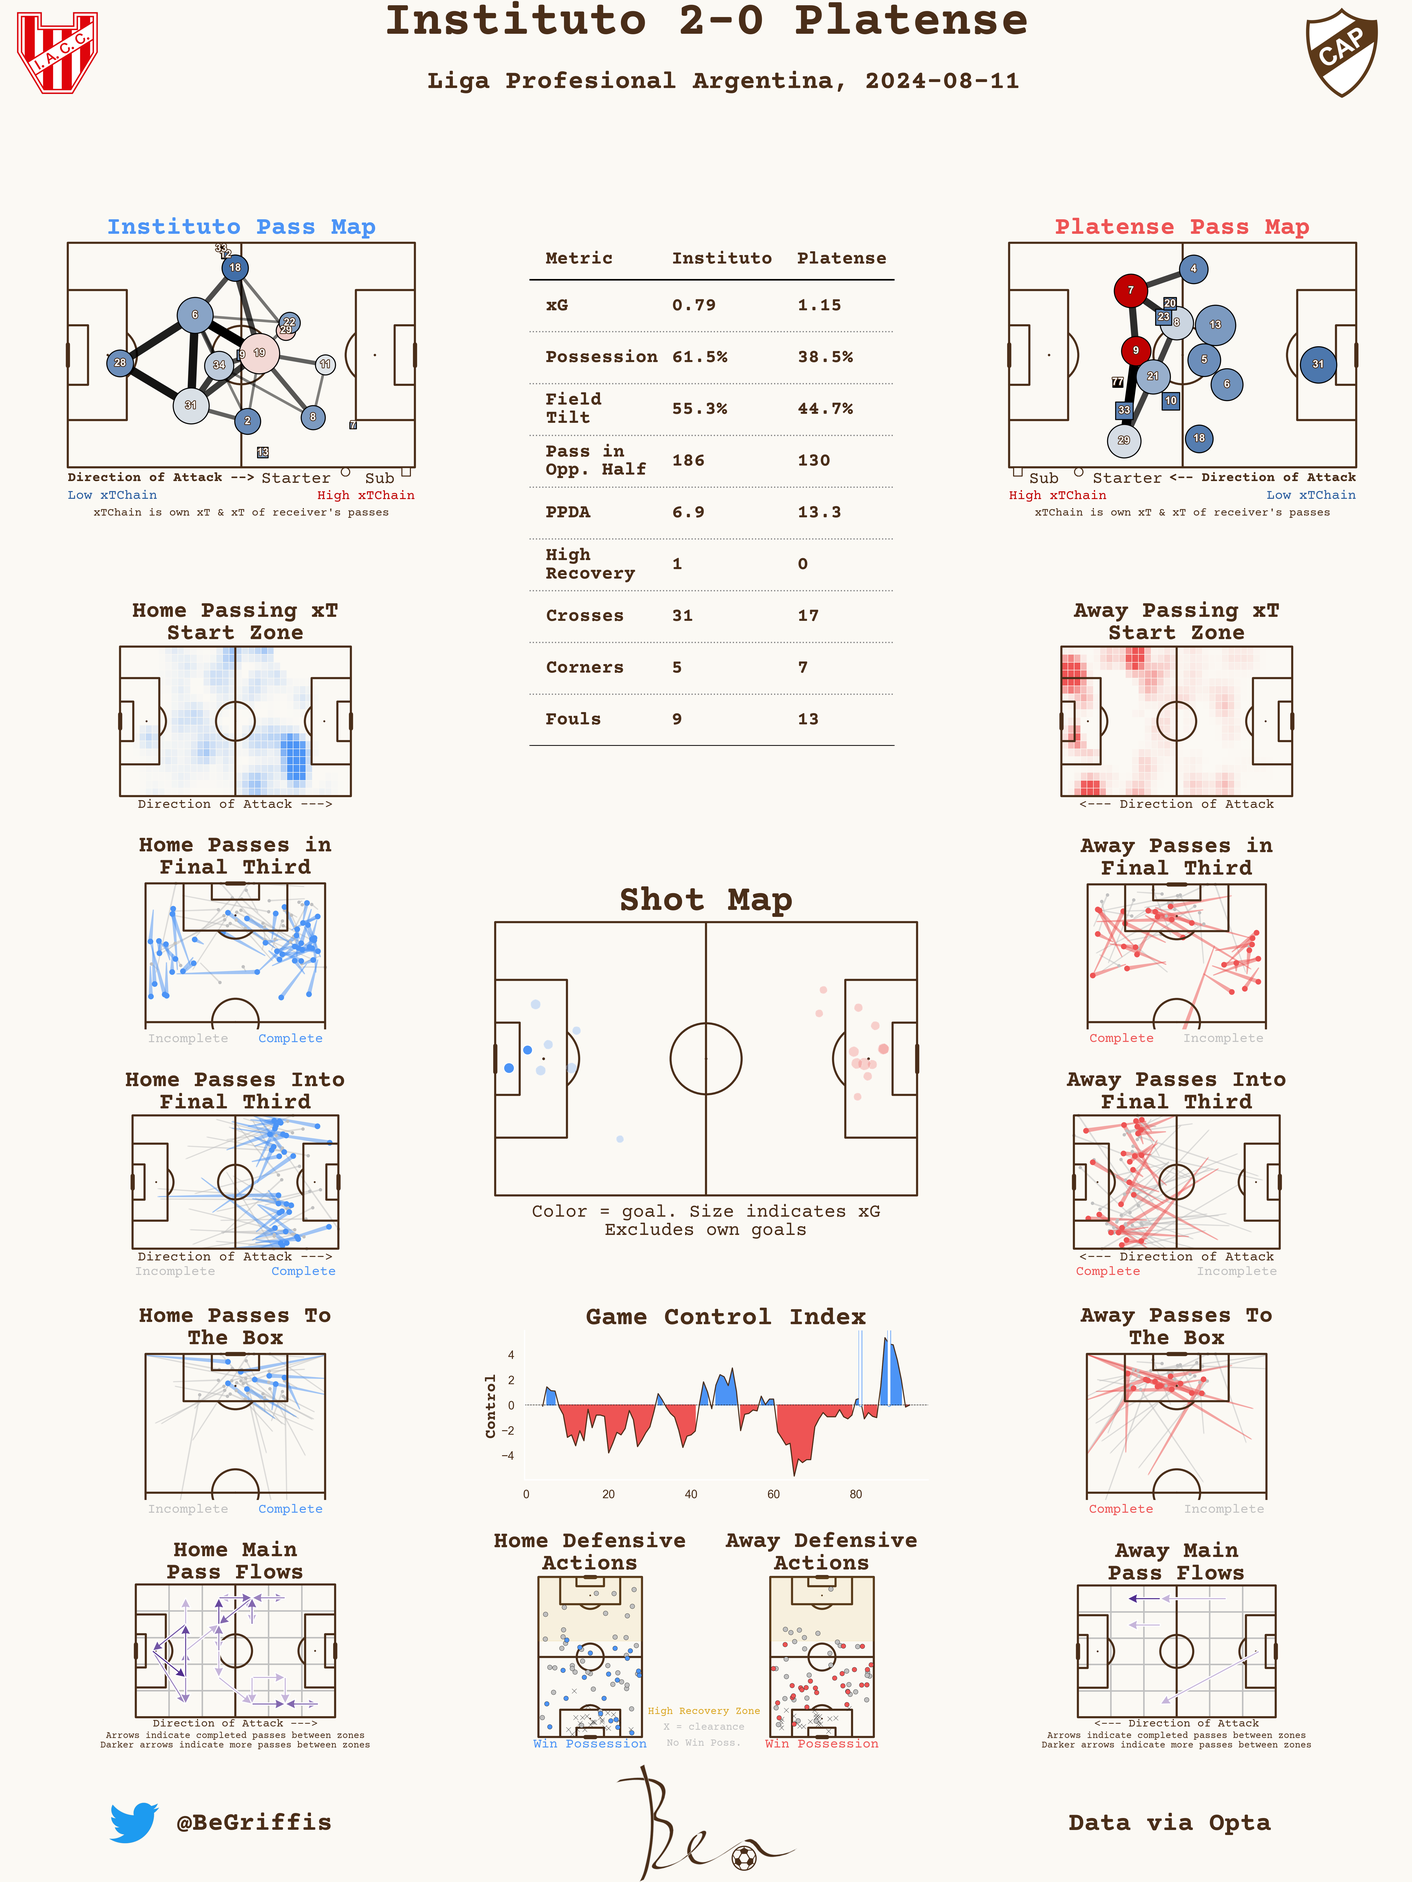 Instituto 2-0 Platense
Liga Profesional Argentina, 2024-08-11
I. A. C. C.
CAP
Instituto Pass Map
33
12
18
6
22
29
28
34
9
19
11
31
2
8
7
13
Direction of Attack --> Starter Sub
Low xTChain High xTChain
xTChain is own xT & xT of receiver's passes
Metric Instituto Platense
xG 0.79 1.15
Possession 61.5% 38.5%
Field
Tilt 55.3% 44.7%
Pass in
Opp. Half 186 130
PPDA 6.9 13.3
High
Recovery 1 0
Crosses 31 17
Corners 5 7
Fouls 9 13
Platense Pass Map
4
7
20
23
8
13
9
5
31
21
6
77
33
10
29
18
Sub Starter <-- Direction of Attack
High xTChain Low xTChain
xTChain is own xT & xT of receiver's passes
Home Passing xT
Start Zone
Direction of Attack --->
Away Passing xT
Start Zone
<--- Direction of Attack
Home Passes in
Final Third
Incomplete Complete
Away Passes in
Final Third
Complete Incomplete
Shot Map
Color = goal. Size indicates xG
Excludes own goals
Home Passes Into
Final Third
Direction of Attack --->
Incomplete Complete
Away Passes Into
Final Third
<--- Direction of Attack
Complete Incomplete
Home Passes To
The Box
Incomplete Complete
Game Control Index
Control
4
2
0
−2
−4
0 20 40 60 80
Away Passes To
The Box
Complete Incomplete
Home Main
Pass Flows
Direction of Attack --->
Arrows indicate completed passes between zones
Darker arrows indicate more passes between zones
Home Defensive
Actions
Win Possession
Away Defensive
Actions
Win Possession
High Recovery Zone
X = clearance
No Win Poss.
Away Main
Pass Flows
<--- Direction of Attack
Arrows indicate completed passes between zones
Darker arrows indicate more passes between zones
@BeGriffis
Ben
Data via Opta